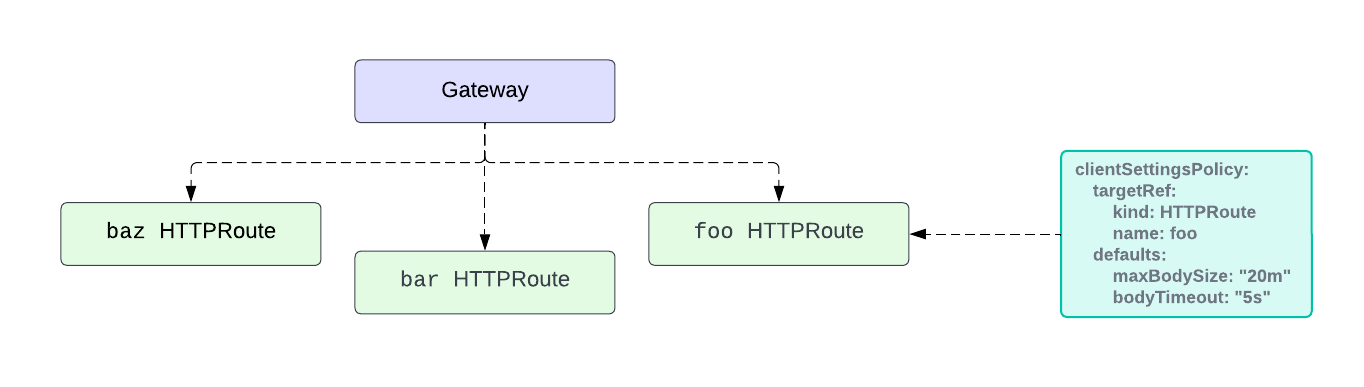 Gateway
baz HTTPRoute
bar HTTPRoute
foo HTTPRoute
clientSettingsPolicy:
targetRef:
kind: HTTPRoute
name: foo
defaults:
maxBodySize: "20m"
bodyTimeout: "5s"